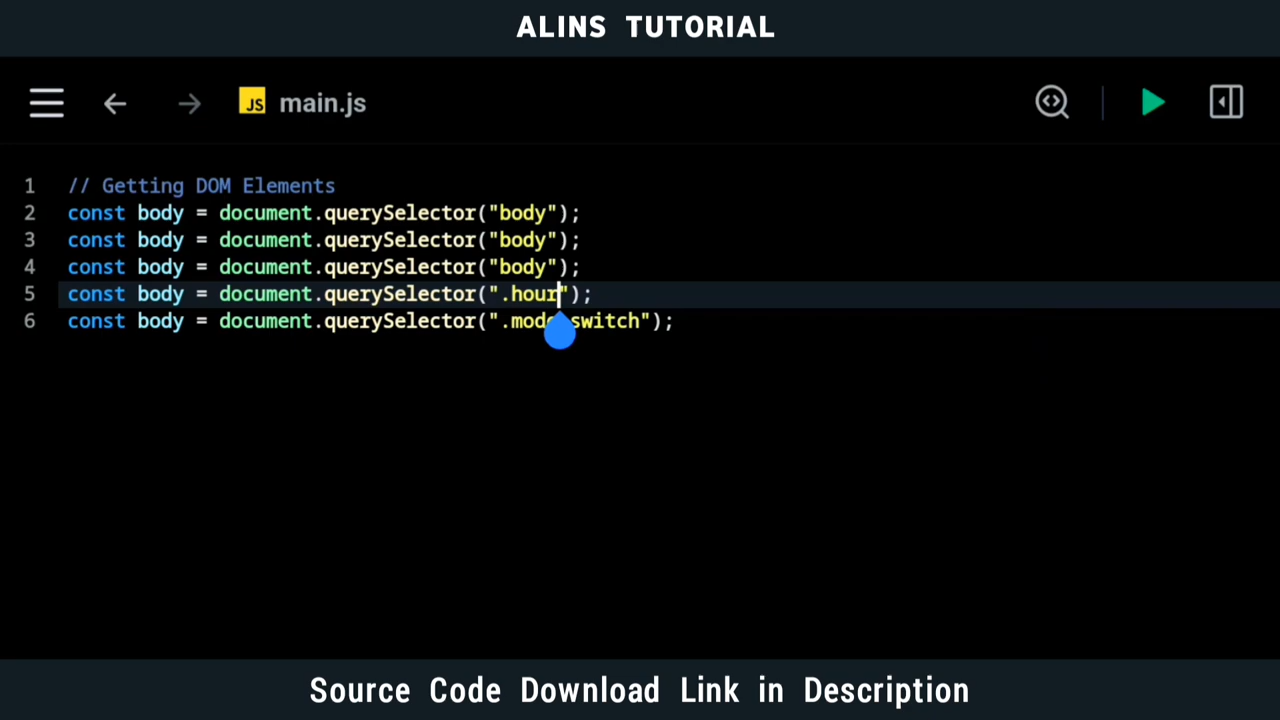 ALINS TUTORIAL
JS main.js
1 // Getting DOM Elements
2 const body = document.querySelector("body");
3 const body = document.querySelector("body");
4 const body = document.querySelector("body");
5 const body = document.querySelector(".hour");
6 const body = document.querySelector(".mode-switch");
Source Code Download Link in Description